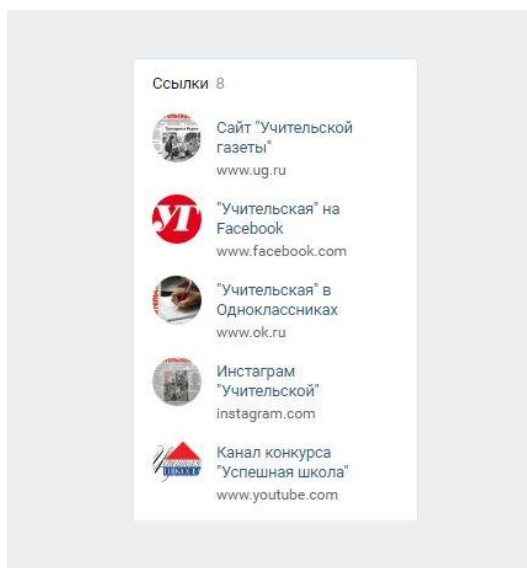 Ссылки 8
Сайт "Учительской
газеты"
www.ug.ru
УГ
"Учительская" на
Facebook
www.facebook.com
"Учительская" в
Одноклассниках
www.ok.ru
Инстаграм
"Учительской"
instagram.com
Канал конкурса
"Успешная школа"
www.youtube.com